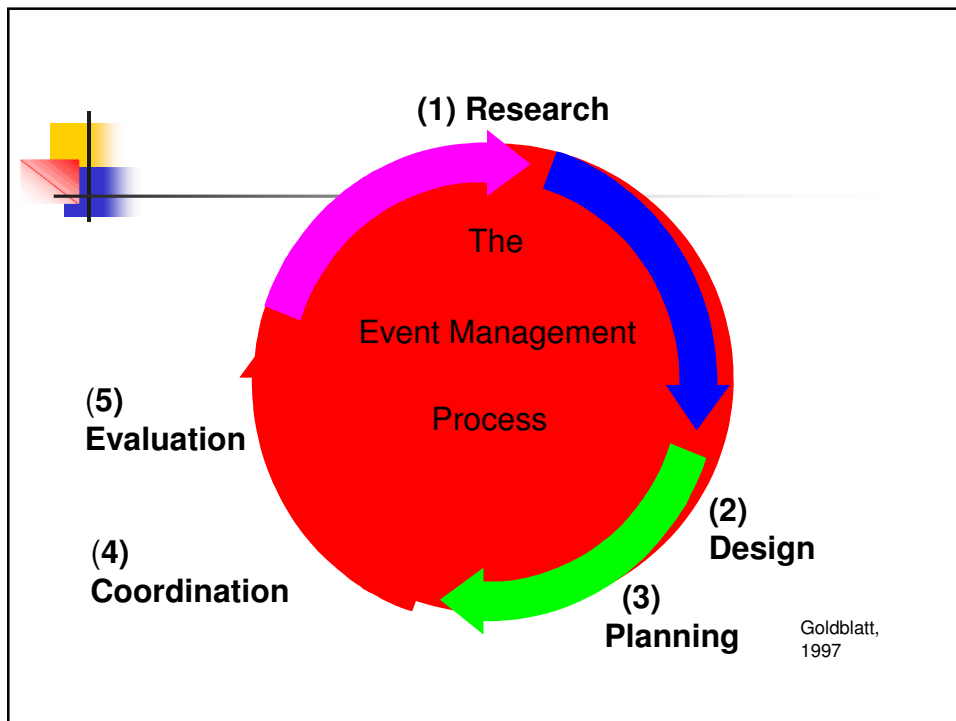 (1) Research
The
Event Management
Process
(5)
Evaluation
(4)
Coordination
(2)
Design
(3)
Planning
Goldblatt,
1997